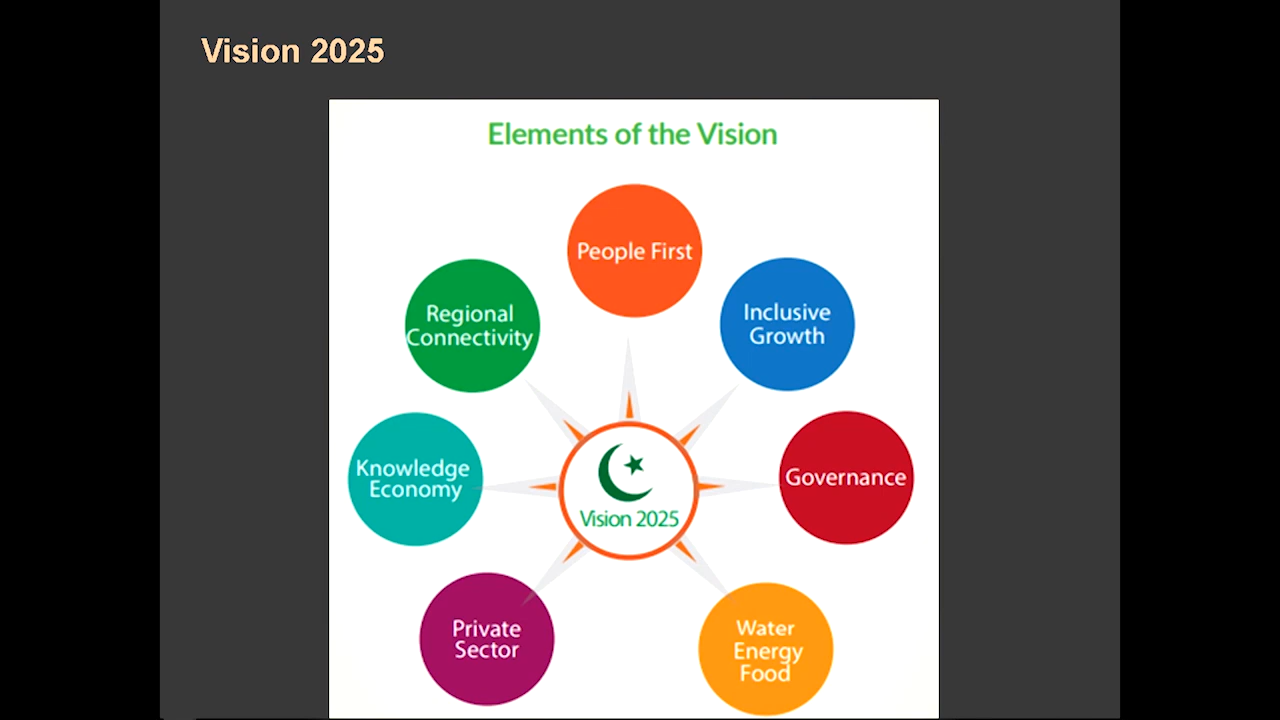 Vision 2025
Elements of the Vision
People First
Inclusive
Growth
Governance
Water
Energy
Food
Private
Sector
Knowledge
Economy
Regional
Connectivity
Vision 2025